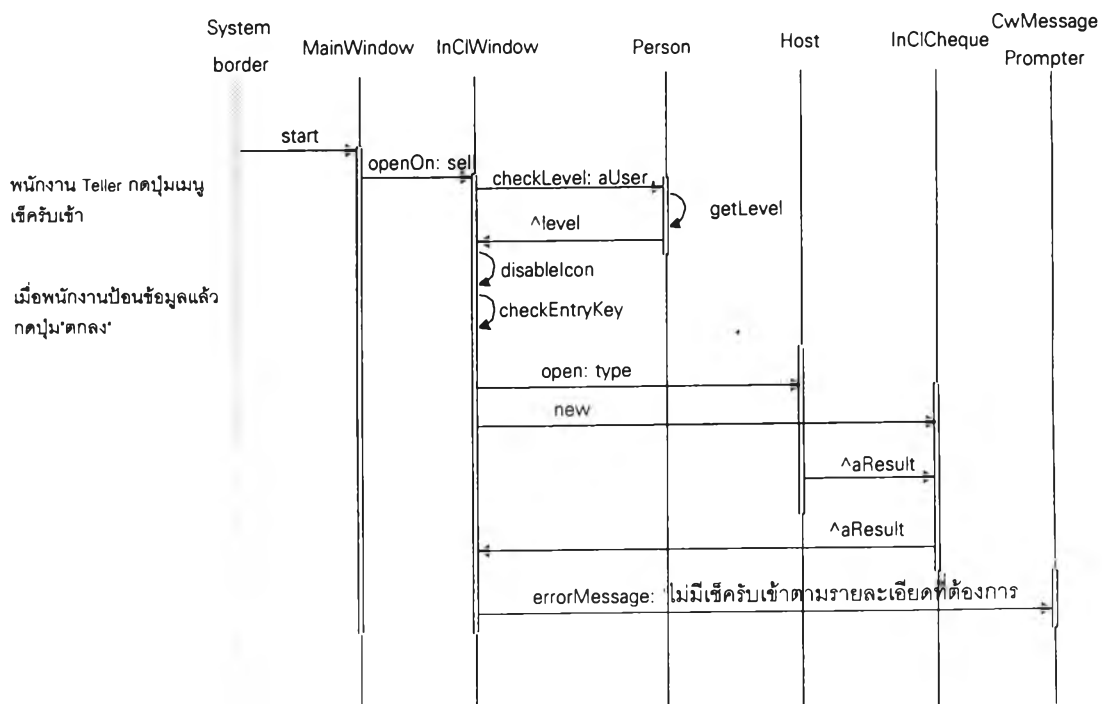 System
border
MainWindow
InClWindow
Person
Host
InClCheque
CwMessage
Prompter
start
openOn: self
พนักงาน Teller กดปุ่มเมนู
เช็ครับเข้า
checkLevel: aUser
getLevel
^level
disableIcon
เมื่อพนักงานป้อนข้อมูลแล้ว
กดปุ่ม"ตกลง"
checkEntryKey
open: type
new
^aResult
^aResult
errorMessage: 'ไม่มีเช็ครับเข้าตามรายละเอียดที่ต้องการ